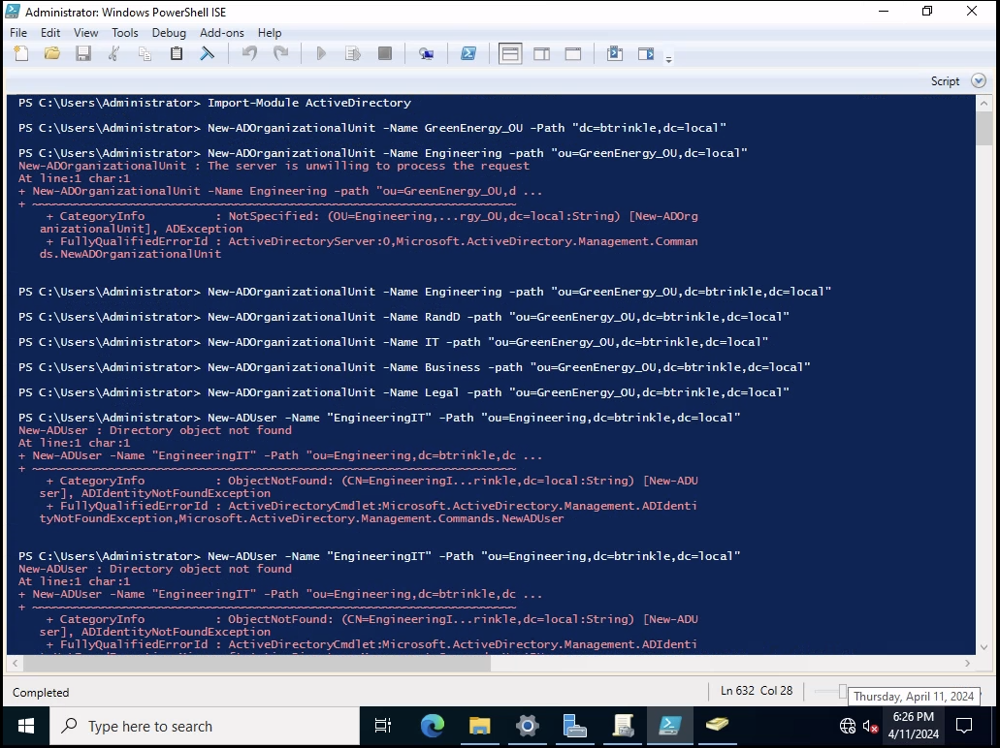 Administrator: Windows PowerShell ISE
File Edit View Tools Debug Add-ons Help
Script
PS C:\Users\Administrator> Import-Module ActiveDirectory
PS C:\Users\Administrator> New-ADOrganizationalUnit -Name GreenEnergy_OU -Path "dc=btrinkle,dc=local"
PS C:\Users\Administrator> New-ADOrganizationalUnit -Name Engineering -path "ou=GreenEnergy_OU,dc=local"
New-ADOrganizationalUnit : The server is unwilling to process the request
At line:1 char:1
+ New-ADOrganizationalUnit -Name Engineering -path "ou=GreenEnergy_OU,d ...
+ ~~~~~~~~~~~~~~~~~~~~~~~~~~~~~~~~~~~~~~~~~~~~~~~~~~~~~~~~~~~~~~~~~~~~~
+ CategoryInfo : NotSpecified: (OU=Engineering,...rgy_OU,dc=local:String) [New-ADOrg
anizationalUnit], ADException
+ FullyQualifiedErrorId : ActiveDirectoryServer:0,Microsoft.ActiveDirectory.Management.Comman
ds.NewADOrganizationalUnit
PS C:\Users\Administrator> New-ADOrganizationalUnit -Name Engineering -path "ou=GreenEnergy_OU,dc=btrinkle,dc=local"
PS C:\Users\Administrator> New-ADOrganizationalUnit -Name RandD -path "ou=GreenEnergy_OU,dc=btrinkle,dc=local"
PS C:\Users\Administrator> New-ADOrganizationalUnit -Name IT -path "ou=GreenEnergy_OU,dc=btrinkle,dc=local"
PS C:\Users\Administrator> New-ADOrganizationalUnit -Name Business -path "ou=GreenEnergy_OU,dc=btrinkle,dc=local"
PS C:\Users\Administrator> New-ADOrganizationalUnit -Name Legal -path "ou=GreenEnergy_OU,dc=btrinkle,dc=local"
PS C:\Users\Administrator> New-ADUser -Name "EngineeringIT" -Path "ou=Engineering,dc=btrinkle,dc=local"
New-ADUser : Directory object not found
At line:1 char:1
+ New-ADUser -Name "EngineeringIT" -Path "ou=Engineering,dc=btrinkle,dc ...
+ ~~~~~~~~~~~~~~~~~~~~~~~~~~~~~~~~~~~~~~~~~~~~~~~~~~~~~~~~~~~~~~~~~~~~~
+ CategoryInfo : ObjectNotFound: (CN=EngineeringI...rinkle,dc=local:String) [New-ADU
ser], ADIdentityNotFoundException
+ FullyQualifiedErrorId : ActiveDirectoryCmdlet:Microsoft.ActiveDirectory.Management.ADIdenti
tyNotFoundException,Microsoft.ActiveDirectory.Management.Commands.NewADUser
PS C:\Users\Administrator> New-ADUser -Name "EngineeringIT" -Path "ou=Engineering,dc=btrinkle,dc=local"
New-ADUser : Directory object not found
At line:1 char:1
+ New-ADUser -Name "EngineeringIT" -Path "ou=Engineering,dc=btrinkle,dc ...
+ ~~~~~~~~~~~~~~~~~~~~~~~~~~~~~~~~~~~~~~~~~~~~~~~~~~~~~~~~~~~~~~~~~~~~~
+ CategoryInfo : ObjectNotFound: (CN=EngineeringI...rinkle,dc=local:String) [New-ADU
ser], ADIdentityNotFoundException
+ FullyQualifiedErrorId : ActiveDirectoryCmdlet:Microsoft.ActiveDirectory.Management.ADIdenti
Completed
Ln 632 Col 28
Thursday, April 11, 2024
Type here to search
6:26 PM
4/11/2024